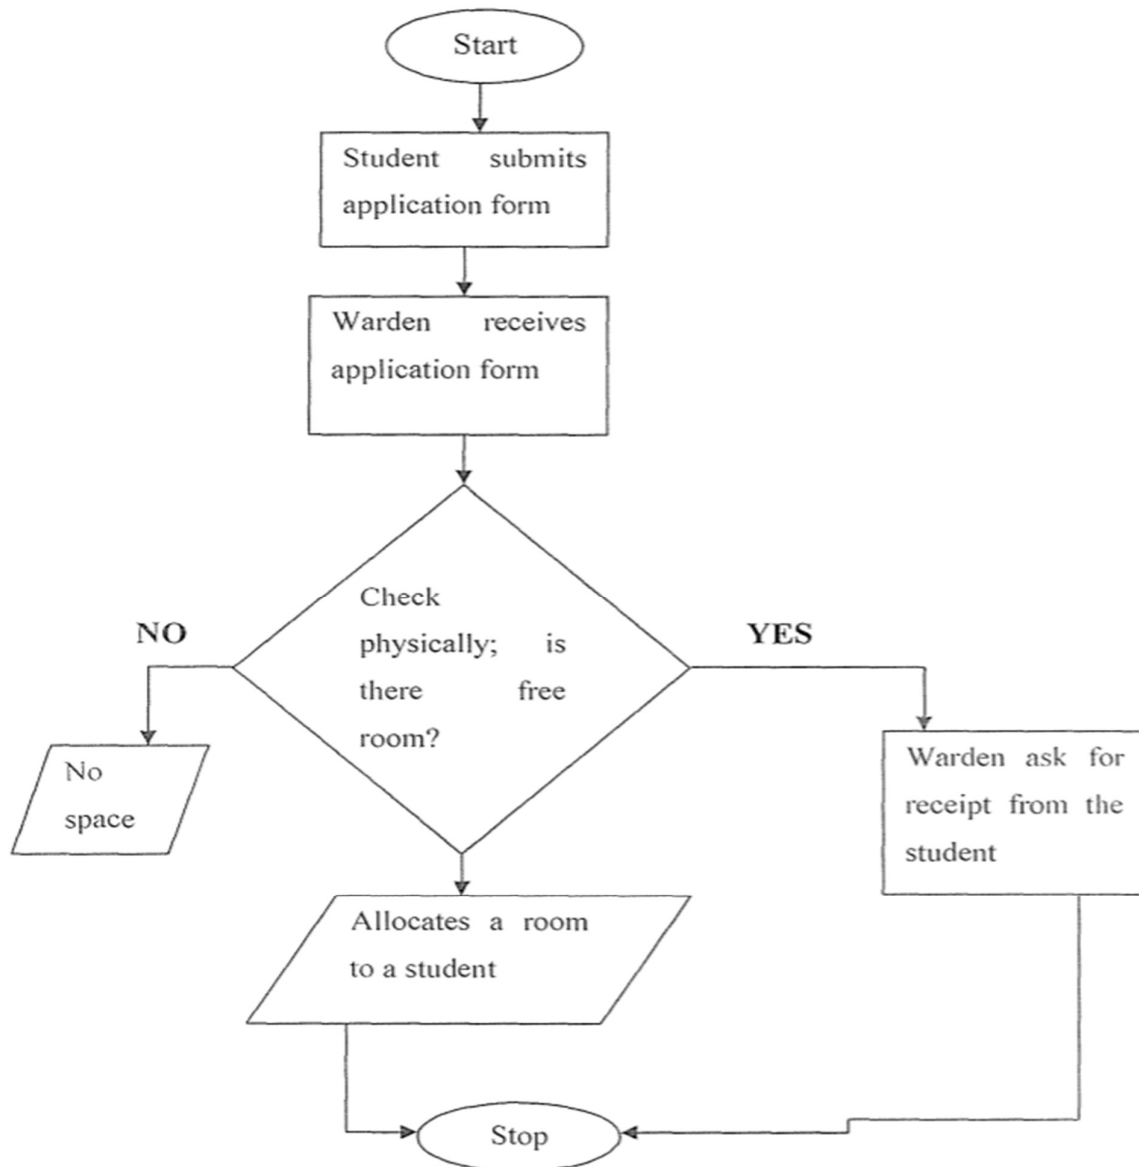 Start
Student submits
application form
Warden receives
application form
Check
physically; is
there free
room?
NO
YES
No
space
Warden ask for
receipt from the
student
Allocates a room
to a student
Stop